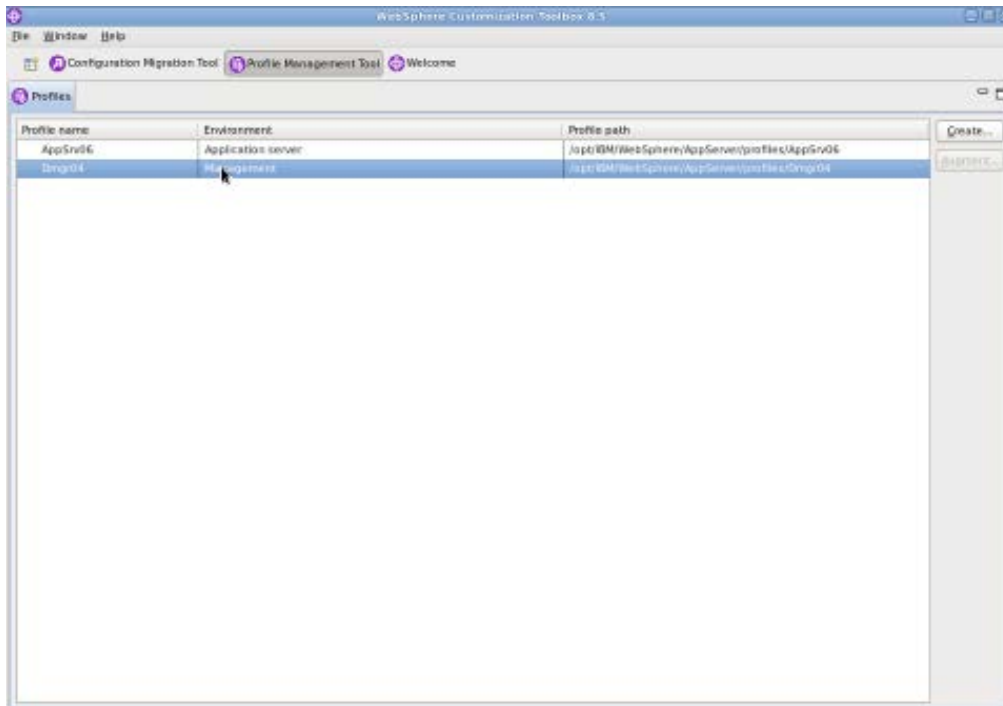 WebSphere Customization Toolbox 8.5
File Window Help
Configuration Migration Tool Profile Management Tool Welcome
Profiles
Profile name Environment Profile path Create...
AppSrv06 Application server /opt/IBM/WebSphere/AppServer/profiles/AppSrv06
Dmgr04 Management /opt/IBM/WebSphere/AppServer/profiles/Dmgr04
Augment...